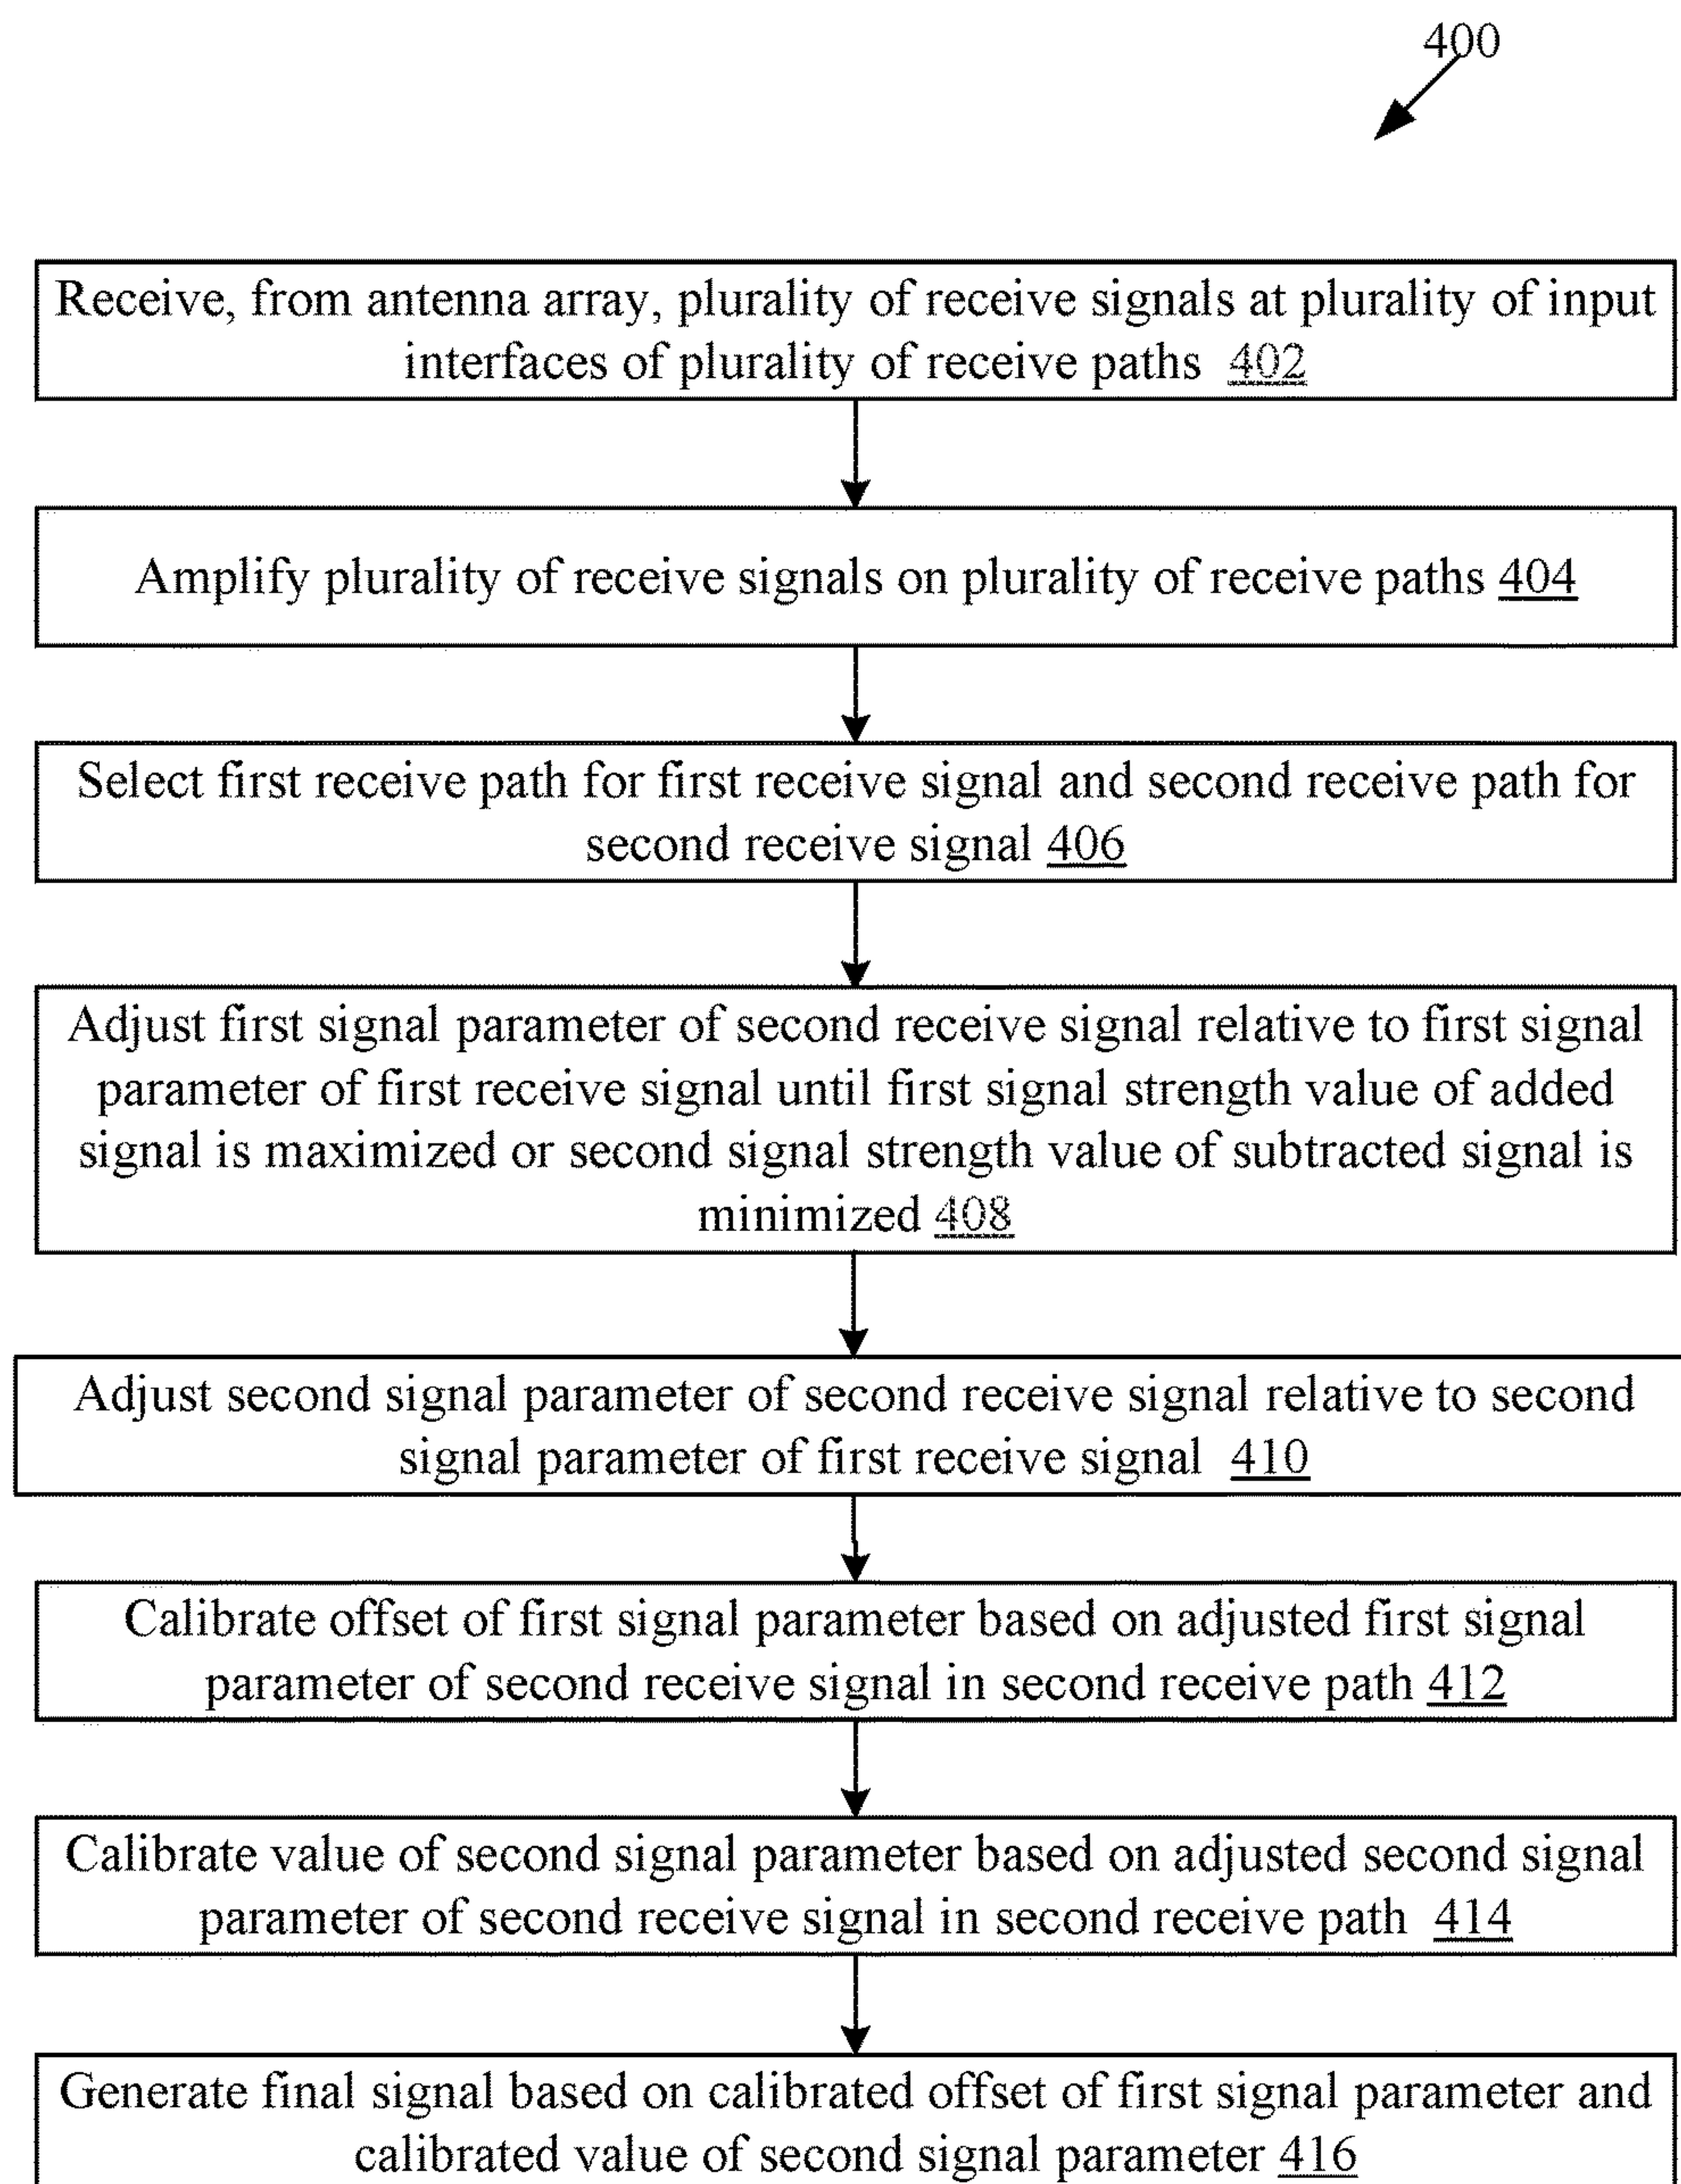 400
Receive, from antenna array, plurality of receive signals at plurality of input
interfaces of plurality of receive paths 402
Amplify plurality of receive signals on plurality of receive paths 404
Select first receive path for first receive signal and second receive path for
second receive signal 406
Adjust first signal parameter of second receive signal relative to first signal
parameter of first receive signal until first signal strength value of added
signal is maximized or second signal strength value of subtracted signal is
minimized 408
Adjust second signal parameter of second receive signal relative to second
signal parameter of first receive signal 410
Calibrate offset of first signal parameter based on adjusted first signal
parameter of second receive signal in second receive path 412
Calibrate value of second signal parameter based on adjusted second signal
parameter of second receive signal in second receive path 414
Generate final signal based on calibrated offset of first signal parameter and
calibrated value of second signal parameter 416